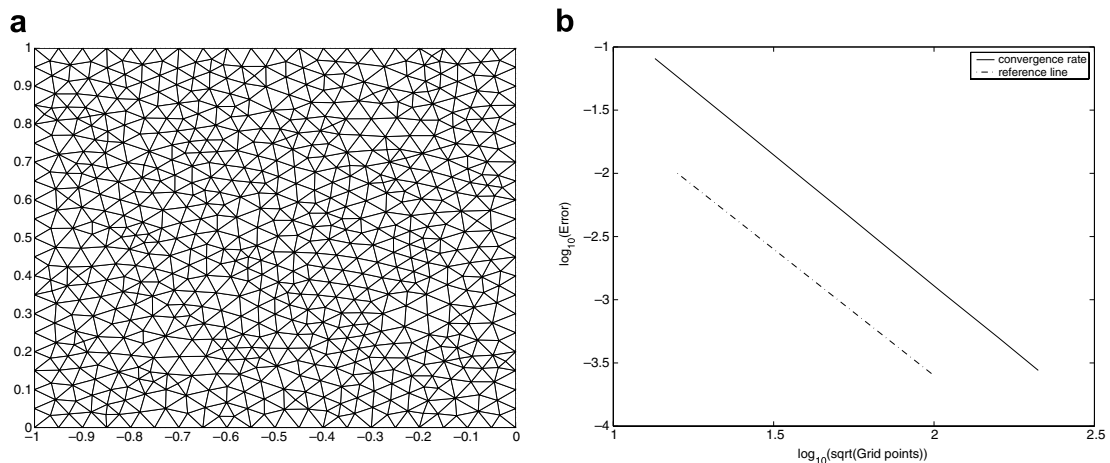 a
1
0.9
0.8
0.7
0.6
0.5
0.4
0.3
0.2
0.1
0
−1 −0.9 −0.8 −0.7 −0.6 −0.5 −0.4 −0.3 −0.2 −0.1 0
b
−1
−1.5
−2
−2.5
−3
−3.5
−4
log10(Error)
convergence rate
reference line
1 1.5 2 2.5
log10(sqrt(Grid points))